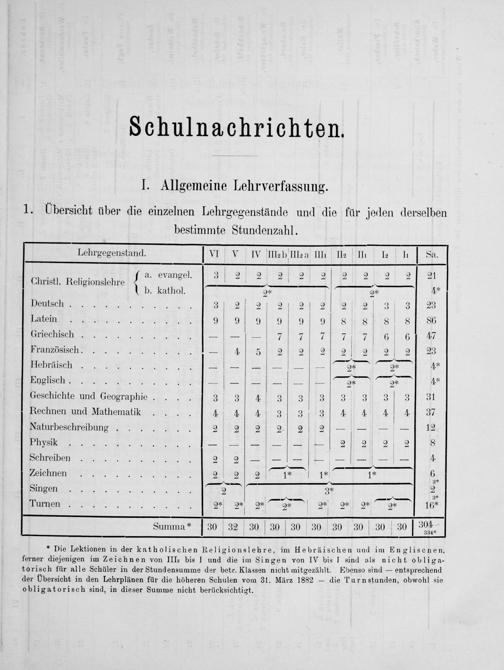 Schulnachrichten.
I. Allgemeine Lehrverfassung.
1. Übersicht über die einzelnen Lehrgegenstände und die für jeden derselben
bestimmte Stundenzahl.
Lehrgegenstand. VI V IV III2b III2a III1 II2 II1 I2 I1 Sa.
Christl. Religionslehre { a. evangel. 3 2 2 2 2 2 2 2 2 2 21
b. kathol. 2* 2* 4*
Deutsch 3 2 2 2 2 2 2 2 3 3 23
Latein 9 9 9 9 9 9 8 8 8 8 86
Griechisch — — — 7 7 7 7 7 6 6 47
Französisch — 4 5 2 2 2 2 2 2 2 23
Hebräisch — — — — — — 2* 2* 4*
Englisch — — — — — — 2* 2* 4*
Geschichte und Geographie 3 3 4 3 3 3 3 3 3 3 31
Rechnen und Mathematik 4 4 4 3 3 3 4 4 4 4 37
Naturbeschreibung 2 2 2 2 2 2 — — — — 12
Physik — — — — — — 2 2 2 2 8
Schreiben 2 2 — — — — — — — — 4
Zeichnen 2 2 2 1* 1* 1* 6 3*
Singen 2 3* 2 3*
Turnen 2* 2* 2* 2* 2* 2* 2* 2* 16*
Summa* 30 32 30 30 30 30 30 30 30 30 304 334*
* Die Lektionen in der katholischen Religionslehre, im Hebräischen und im Englischen,
ferner diejenigen im Zeichnen von III2 bis I und die im Singen von IV bis I sind als nicht obliga-
torisch für alle Schüler in der Stundensumme der betr. Klassen nicht mitgezählt. Ebenso sind — entsprechend
der Übersicht in den Lehrplänen für die höheren Schulen vom 31. März 1882 — die Turnstunden, obwohl sie
obligatorisch sind, in dieser Summe nicht berücksichtigt.